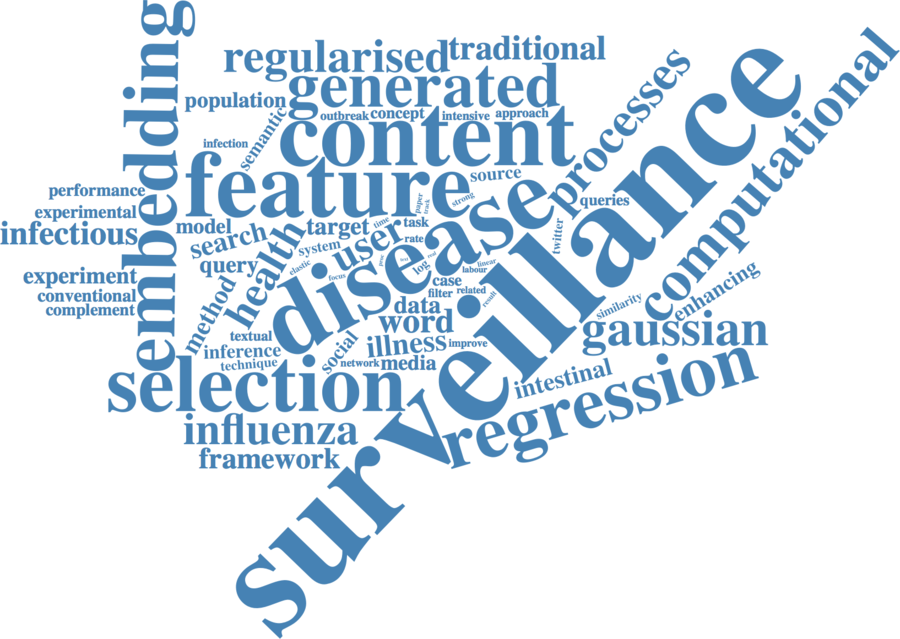 embedding
regularised
traditional
generated
population
outbreak
concept
intensive
approach
semantic
content
infection
feature
source
processes
computational
surveillance
disease
performance
experimental
infectious
model
search
target
time
task
paper
track
strong
queries
twitter
query
health
system
user
rate
elastic
focus
log
linear
labour
experiment
conventional
complement
method
case
filter
related
result
data
word
similarity
enhancing
textual
inference
technique
social
illness
improve
gaussian
network
media
selection
intestinal
regression
influenza
framework